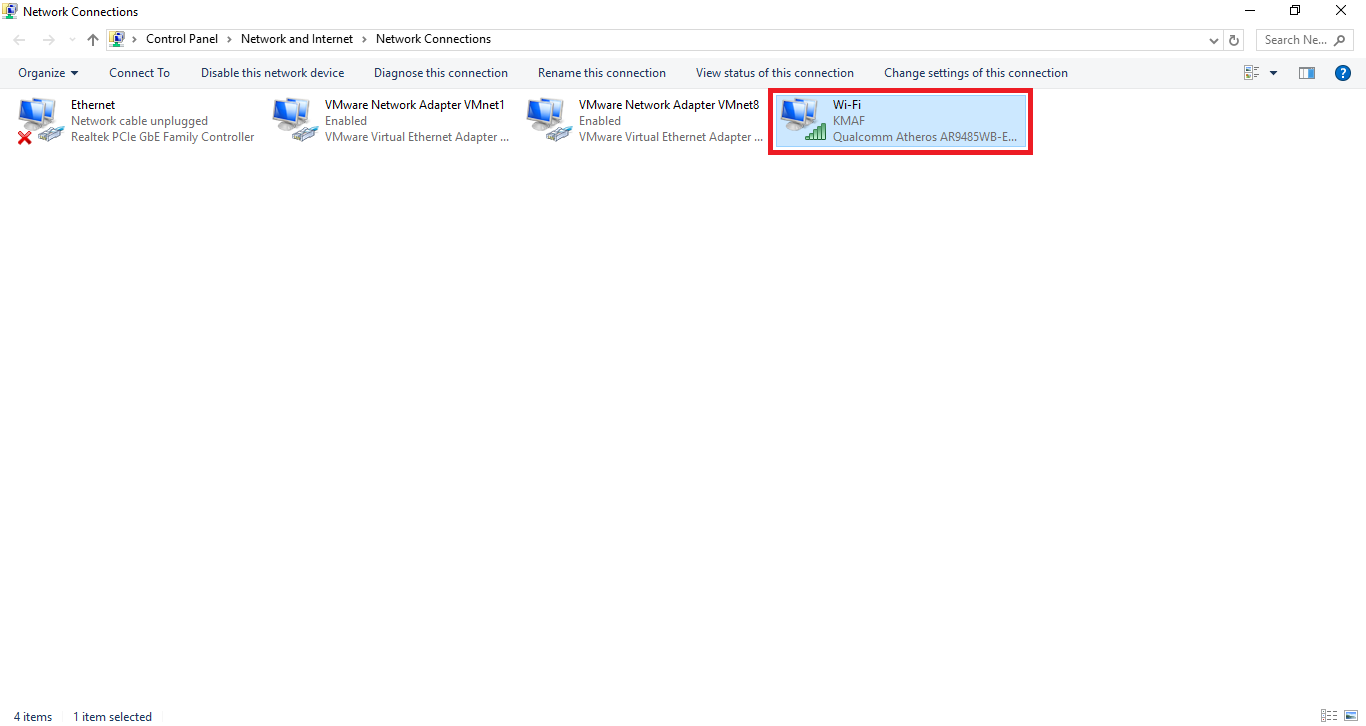 Network Connections
Control Panel > Network and Internet > Network Connections
Search Ne...
Organize Connect To Disable this network device Diagnose this connection Rename this connection View status of this connection Change settings of this connection
Ethernet
Network cable unplugged
Realtek PCIe GbE Family Controller
VMware Network Adapter VMnet1
Enabled
VMware Virtual Ethernet Adapter ...
VMware Network Adapter VMnet8
Enabled
VMware Virtual Ethernet Adapter ...
Wi-Fi
KMAF
Qualcomm Atheros AR9485WB-E...
4 items 1 item selected